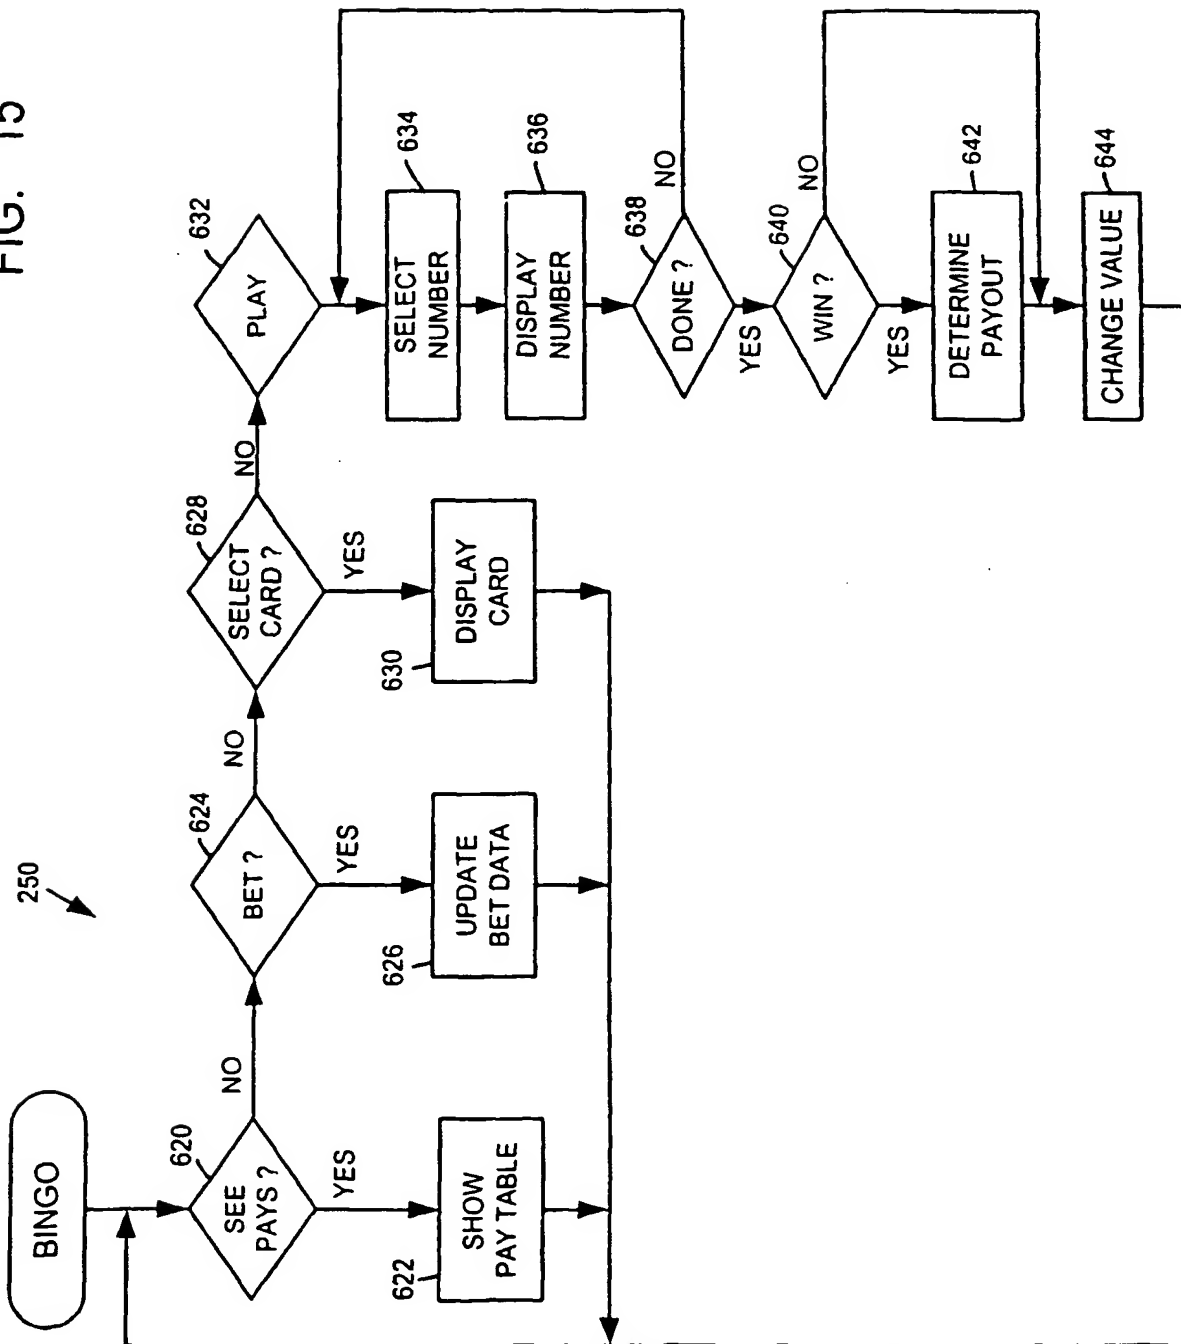 FIG. 15
250
BINGO
620
SEE
PAYS ?
NO
YES
622
SHOW
PAY TABLE
624
BET ?
NO
YES
626
UPDATE
BET DATA
628
SELECT
CARD ?
NO
YES
630
DISPLAY
CARD
632
PLAY
634
SELECT
NUMBER
636
DISPLAY
NUMBER
638
DONE ?
NO
YES
640
WIN ?
NO
YES
642
DETERMINE
PAYOUT
644
CHANGE VALUE